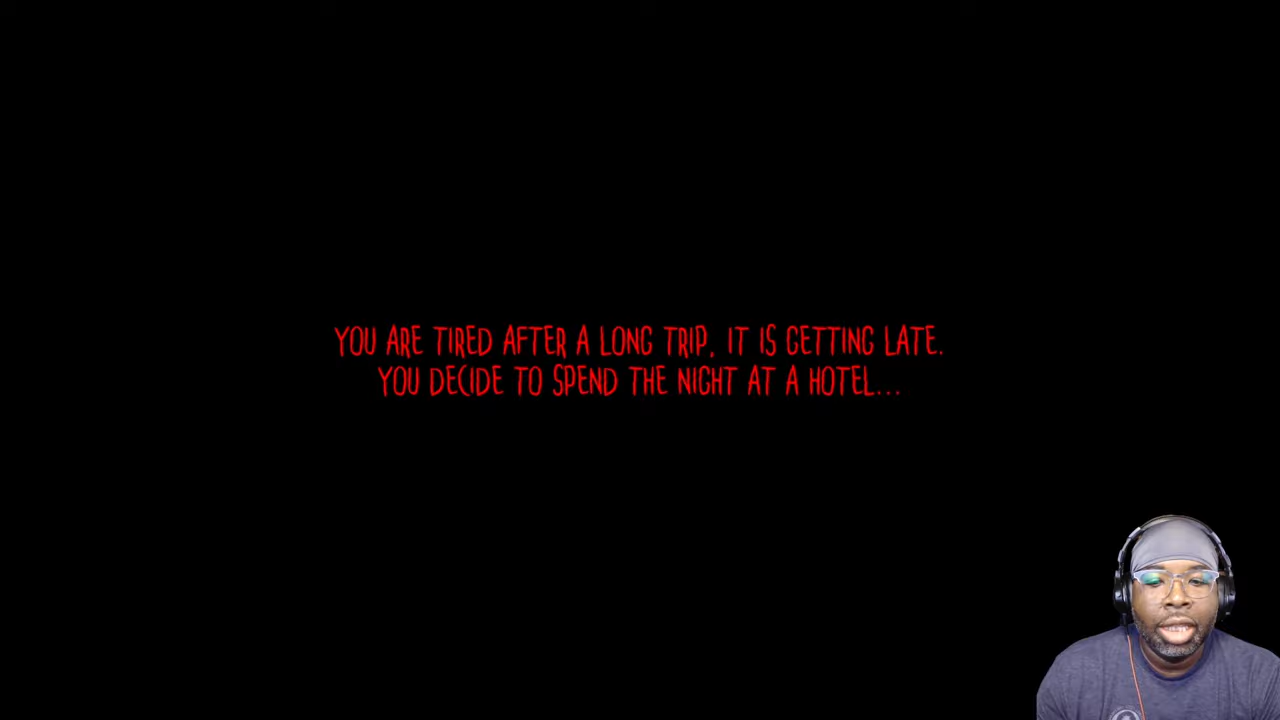 YOU ARE TIRED AFTER A LONG TRIP, IT IS GETTING LATE.
YOU DECIDE TO SPEND THE NIGHT AT A HOTEL...